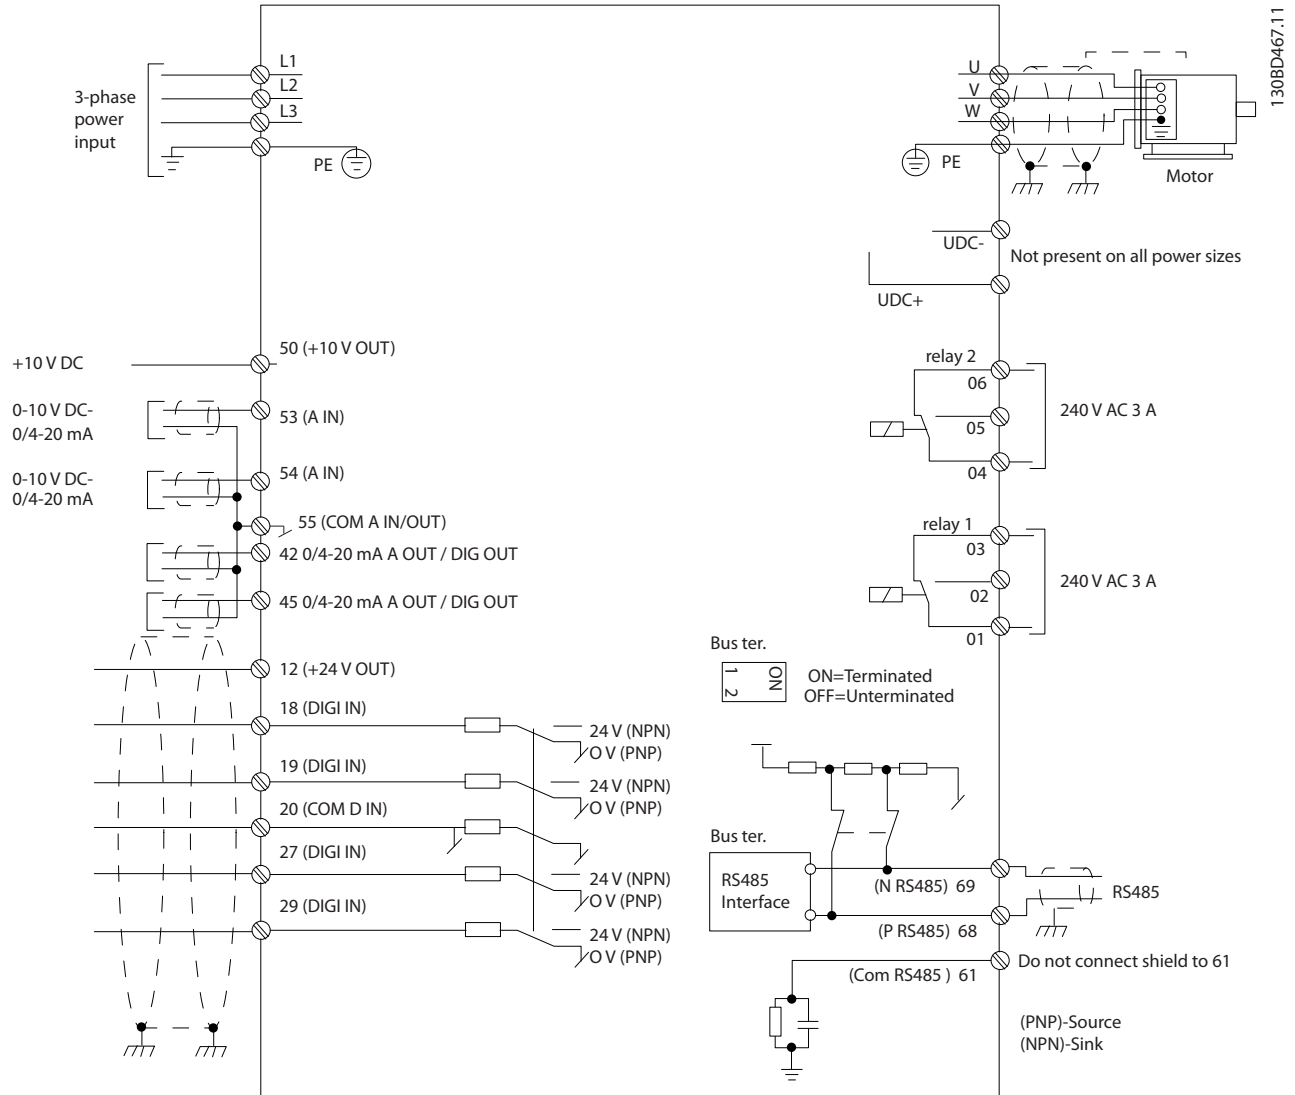 130BD467.11
L1
L2
L3
3-phase
power
input
PE
U
V
W
PE
Motor
UDC-
Not present on all power sizes
UDC+
+10 V DC
50 (+10 V OUT)
0-10 V DC-
0/4-20 mA
53 (A IN)
0-10 V DC-
0/4-20 mA
54 (A IN)
55 (COM A IN/OUT)
42 0/4-20 mA A OUT / DIG OUT
45 0/4-20 mA A OUT / DIG OUT
12 (+24 V OUT)
18 (DIGI IN)
24 V (NPN)
O V (PNP)
19 (DIGI IN)
24 V (NPN)
O V (PNP)
20 (COM D IN)
27 (DIGI IN)
24 V (NPN)
O V (PNP)
29 (DIGI IN)
24 V (NPN)
O V (PNP)
relay 2
06
05
04
240 V AC 3 A
relay 1
03
02
01
240 V AC 3 A
Bus ter.
1
2
ON
ON=Terminated
OFF=Unterminated
Bus ter.
RS485
Interface
(N RS485) 69
RS485
(P RS485) 68
(Com RS485 ) 61
Do not connect shield to 61
(PNP)-Source
(NPN)-Sink